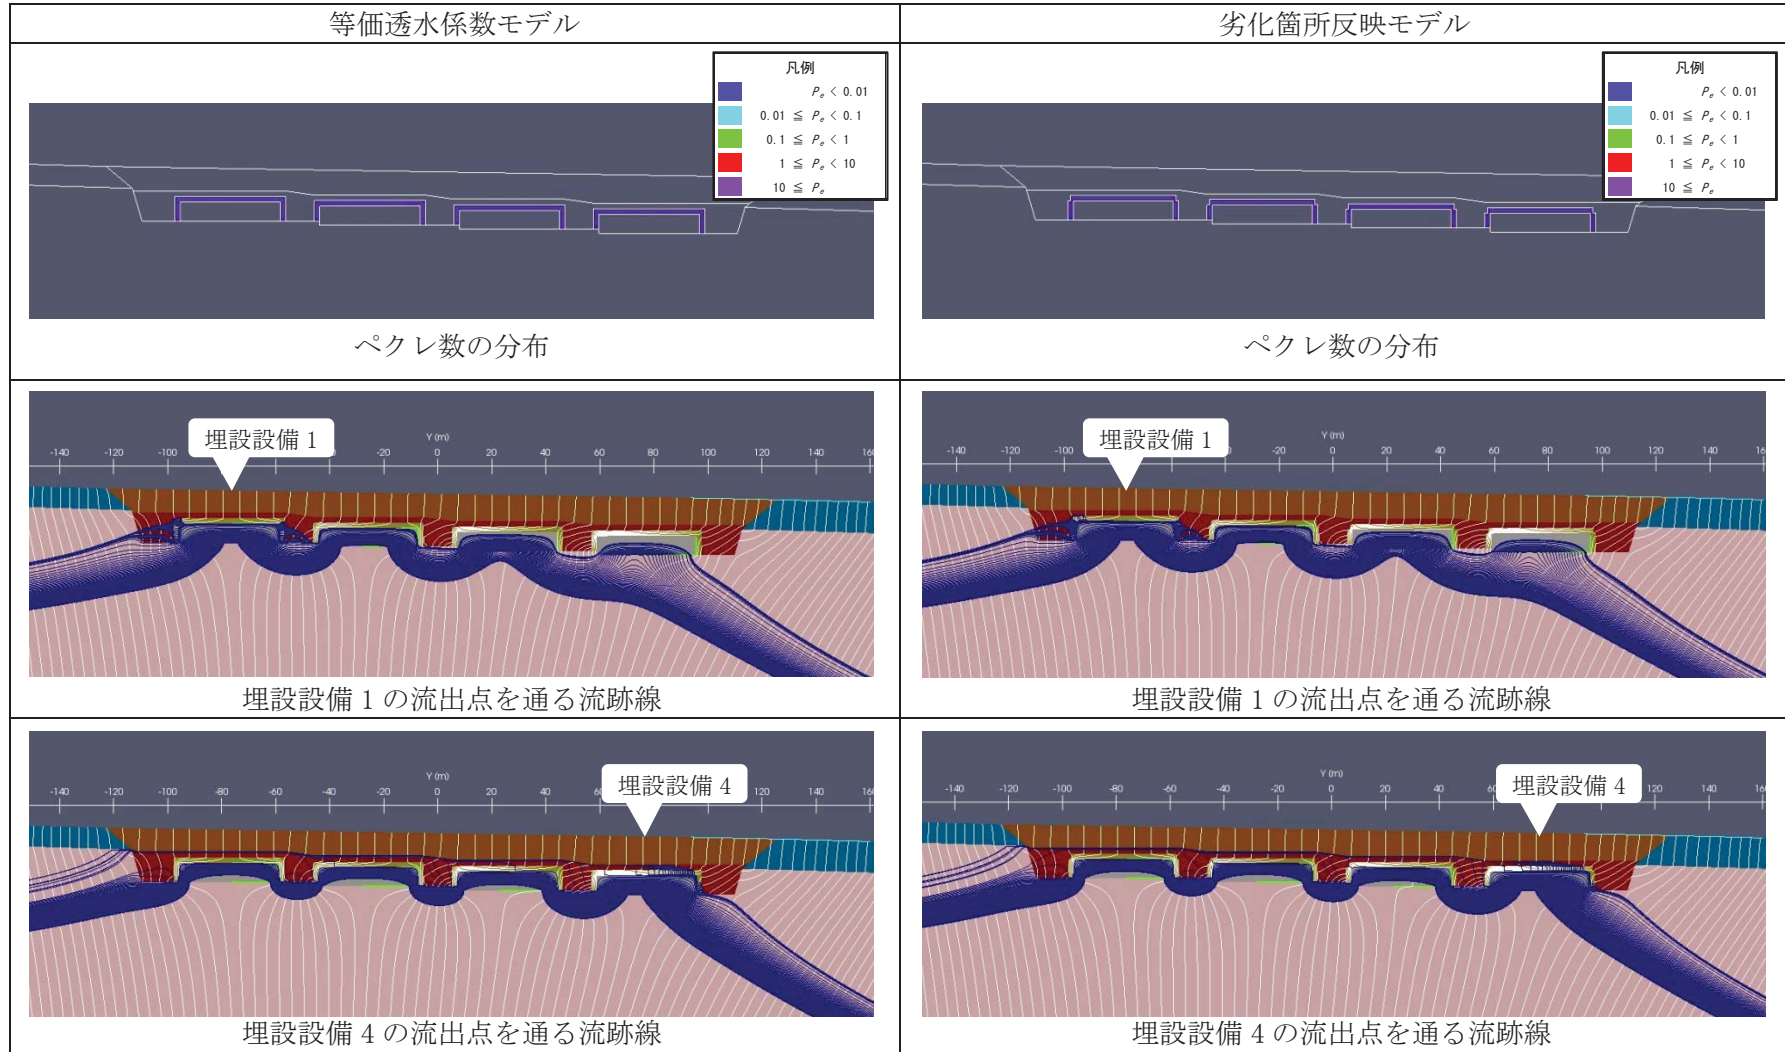 等価透水係数モデル
劣化箇所反映モデル
凡例
Pe < 0.01
0.01 ≦ Pe < 0.1
0.1 ≦ Pe < 1
1 ≦ Pe < 10
10 ≦ Pe
凡例
Pe < 0.01
0.01 ≦ Pe < 0.1
0.1 ≦ Pe < 1
1 ≦ Pe < 10
10 ≦ Pe
ペクレ数の分布
ペクレ数の分布
埋設設備 1
Y (m)
-140 -120 -100 -20 0 20 40 60 80 100 120 140 160
埋設設備 1
Y (m)
-140 -120 -100 -40 -20 0 20 40 60 80 100 120 140 160
埋設設備 1 の流出点を通る流跡線
埋設設備 1 の流出点を通る流跡線
埋設設備 4
Y (m)
-140 -120 -100 -80 -60 -40 -20 0 20 40 120 140 160
埋設設備 4
Y (m)
-140 -120 -100 -80 -60 -40 -20 0 20 40 120 140 160
埋設設備 4 の流出点を通る流跡線
埋設設備 4 の流出点を通る流跡線